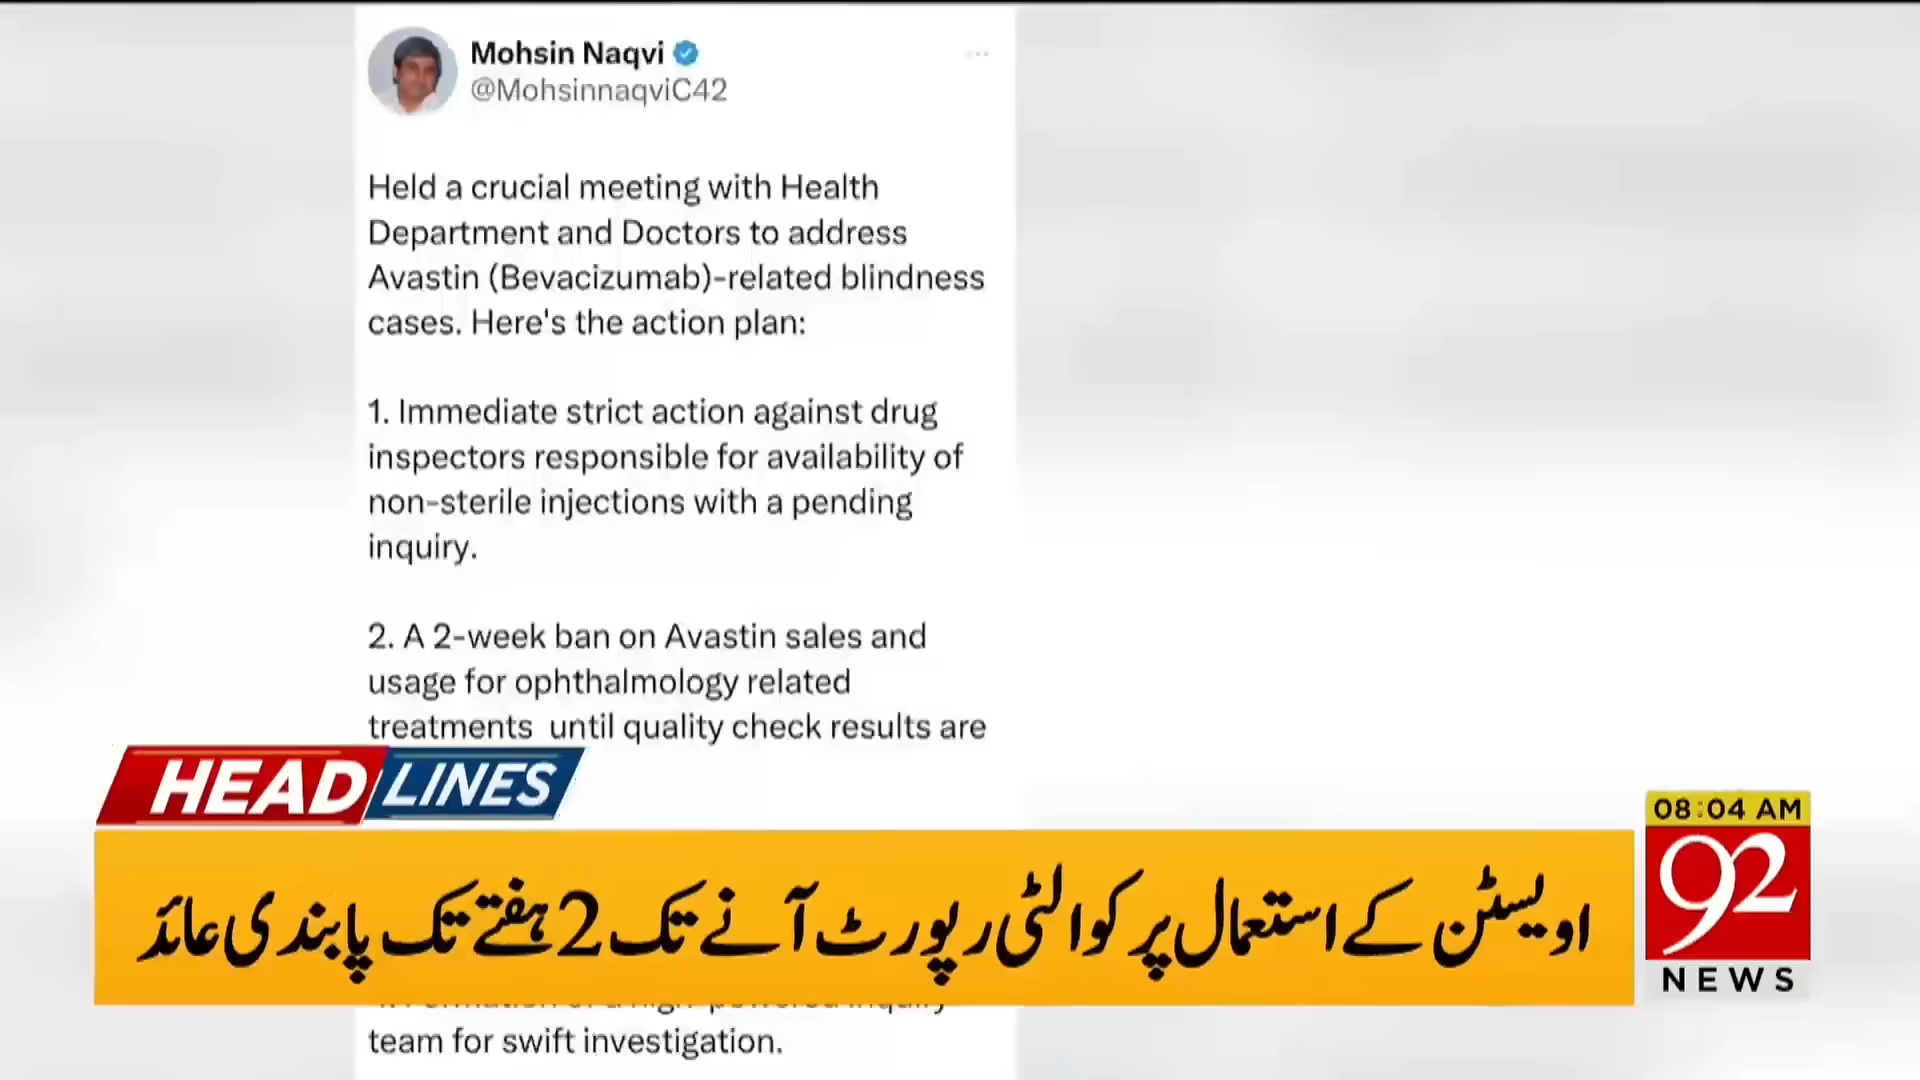 Mohsin Naqvi
@MohsinnaqviC42
Held a crucial meeting with Health
Department and Doctors to address
Avastin (Bevacizumab)-related blindness
cases. Here's the action plan:
1. Immediate strict action against drug
inspectors responsible for availability of
non-sterile injections with a pending
inquiry.
2. A 2-week ban on Avastin sales and
usage for ophthalmology related
treatments until quality check results are
HEADLINES
08:04 AM
92
NEWS
اویسٹن کے استعمال پر کوالٹی رپورٹ آنے تک 2 ہفتے تک پابندی عائد
team for swift investigation.